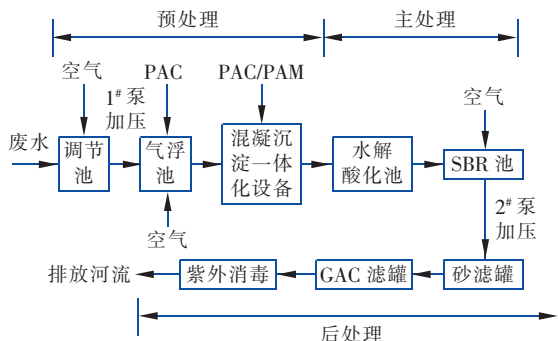 预处理
主处理
空气
PAC
PAC/PAM
空气
1# 泵
加压
废水
调节
池
气浮
池
混凝沉
淀一体
化设备
水解
酸化池
SBR 池
空气
2# 泵
加压
排放河流
紫外消毒
GAC 滤罐
砂滤罐
后处理